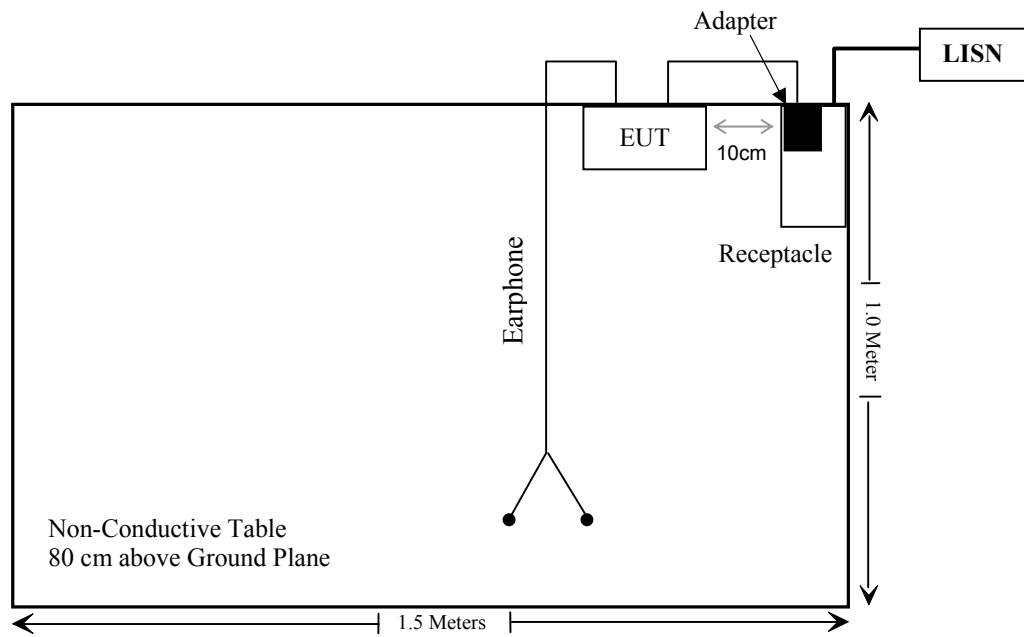 Adapter
LISN
EUT
10cm
Receptacle
Earphone
1.0 Meter
Non-Conductive Table
80 cm above Ground Plane
1.5 Meters